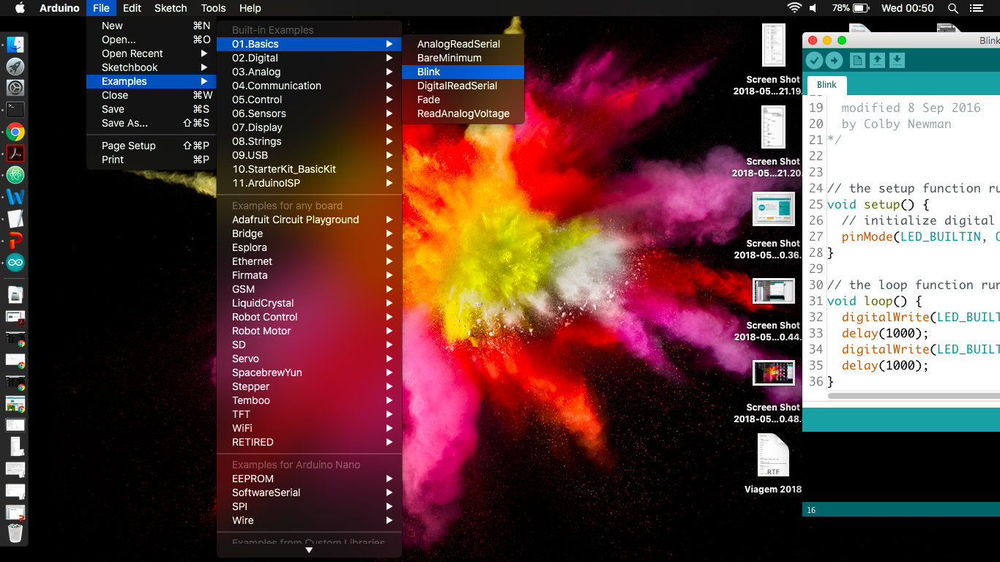 Arduino File Edit Sketch Tools Help 78% Wed 00:50
New ⌘N
Open... ⌘O
Open Recent
Sketchbook
Examples
Close ⌘W
Save ⌘S
Save As... ⇧⌘S
Page Setup ⇧⌘P
Print ⌘P
Built-in Examples
01.Basics
02.Digital
03.Analog
04.Communication
05.Control
06.Sensors
07.Display
08.Strings
09.USB
10.StarterKit_BasicKit
11.ArduinoISP
Examples for any board
Adafruit Circuit Playground
Bridge
Esplora
Ethernet
Firmata
GSM
LiquidCrystal
Robot Control
Robot Motor
SD
Servo
SpacebrewYun
Stepper
Temboo
TFT
WiFi
RETIRED
Examples for Arduino Nano
EEPROM
SoftwareSerial
SPI
Wire
Examples from Custom Libraries
AnalogReadSerial
BareMinimum
Blink
DigitalReadSerial
Fade
ReadAnalogVoltage
Screen Shot
2018-05...21.19.
Screen Shot
2018-05...21.20.
Screen Shot
2018-05...0.36.
Screen Shot
2018-05...0.44.
Screen Shot
2018-05...0.48.
RTF
Viagem 2018
Blink
Blink
19 modified 8 Sep 2016
20 by Colby Newman
21 */
22
23
24 // the setup function ru
25 void setup() {
26 // initialize digital
27 pinMode(LED_BUILTIN, O
28 }
29
30 // the loop function run
31 void loop() {
32 digitalWrite(LED_BUILT
33 delay(1000);
34 digitalWrite(LED_BUILT
35 delay(1000);
36 }
16